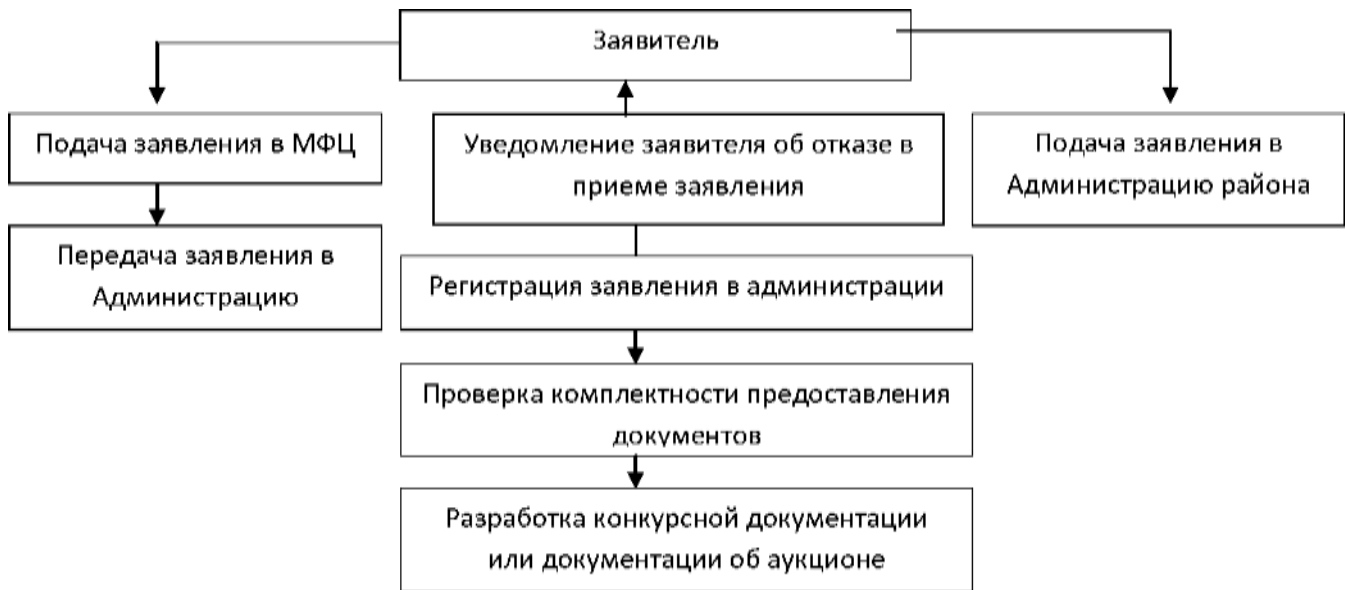 Заявитель
Подача заявления в МФЦ
Уведомление заявителя об отказе в
приеме заявления
Подача заявления в
Администрацию района
Передача заявления в
Администрацию
Регистрация заявления в администрации
Проверка комплектности предоставления
документов
Разработка конкурсной документации
или документации об аукционе